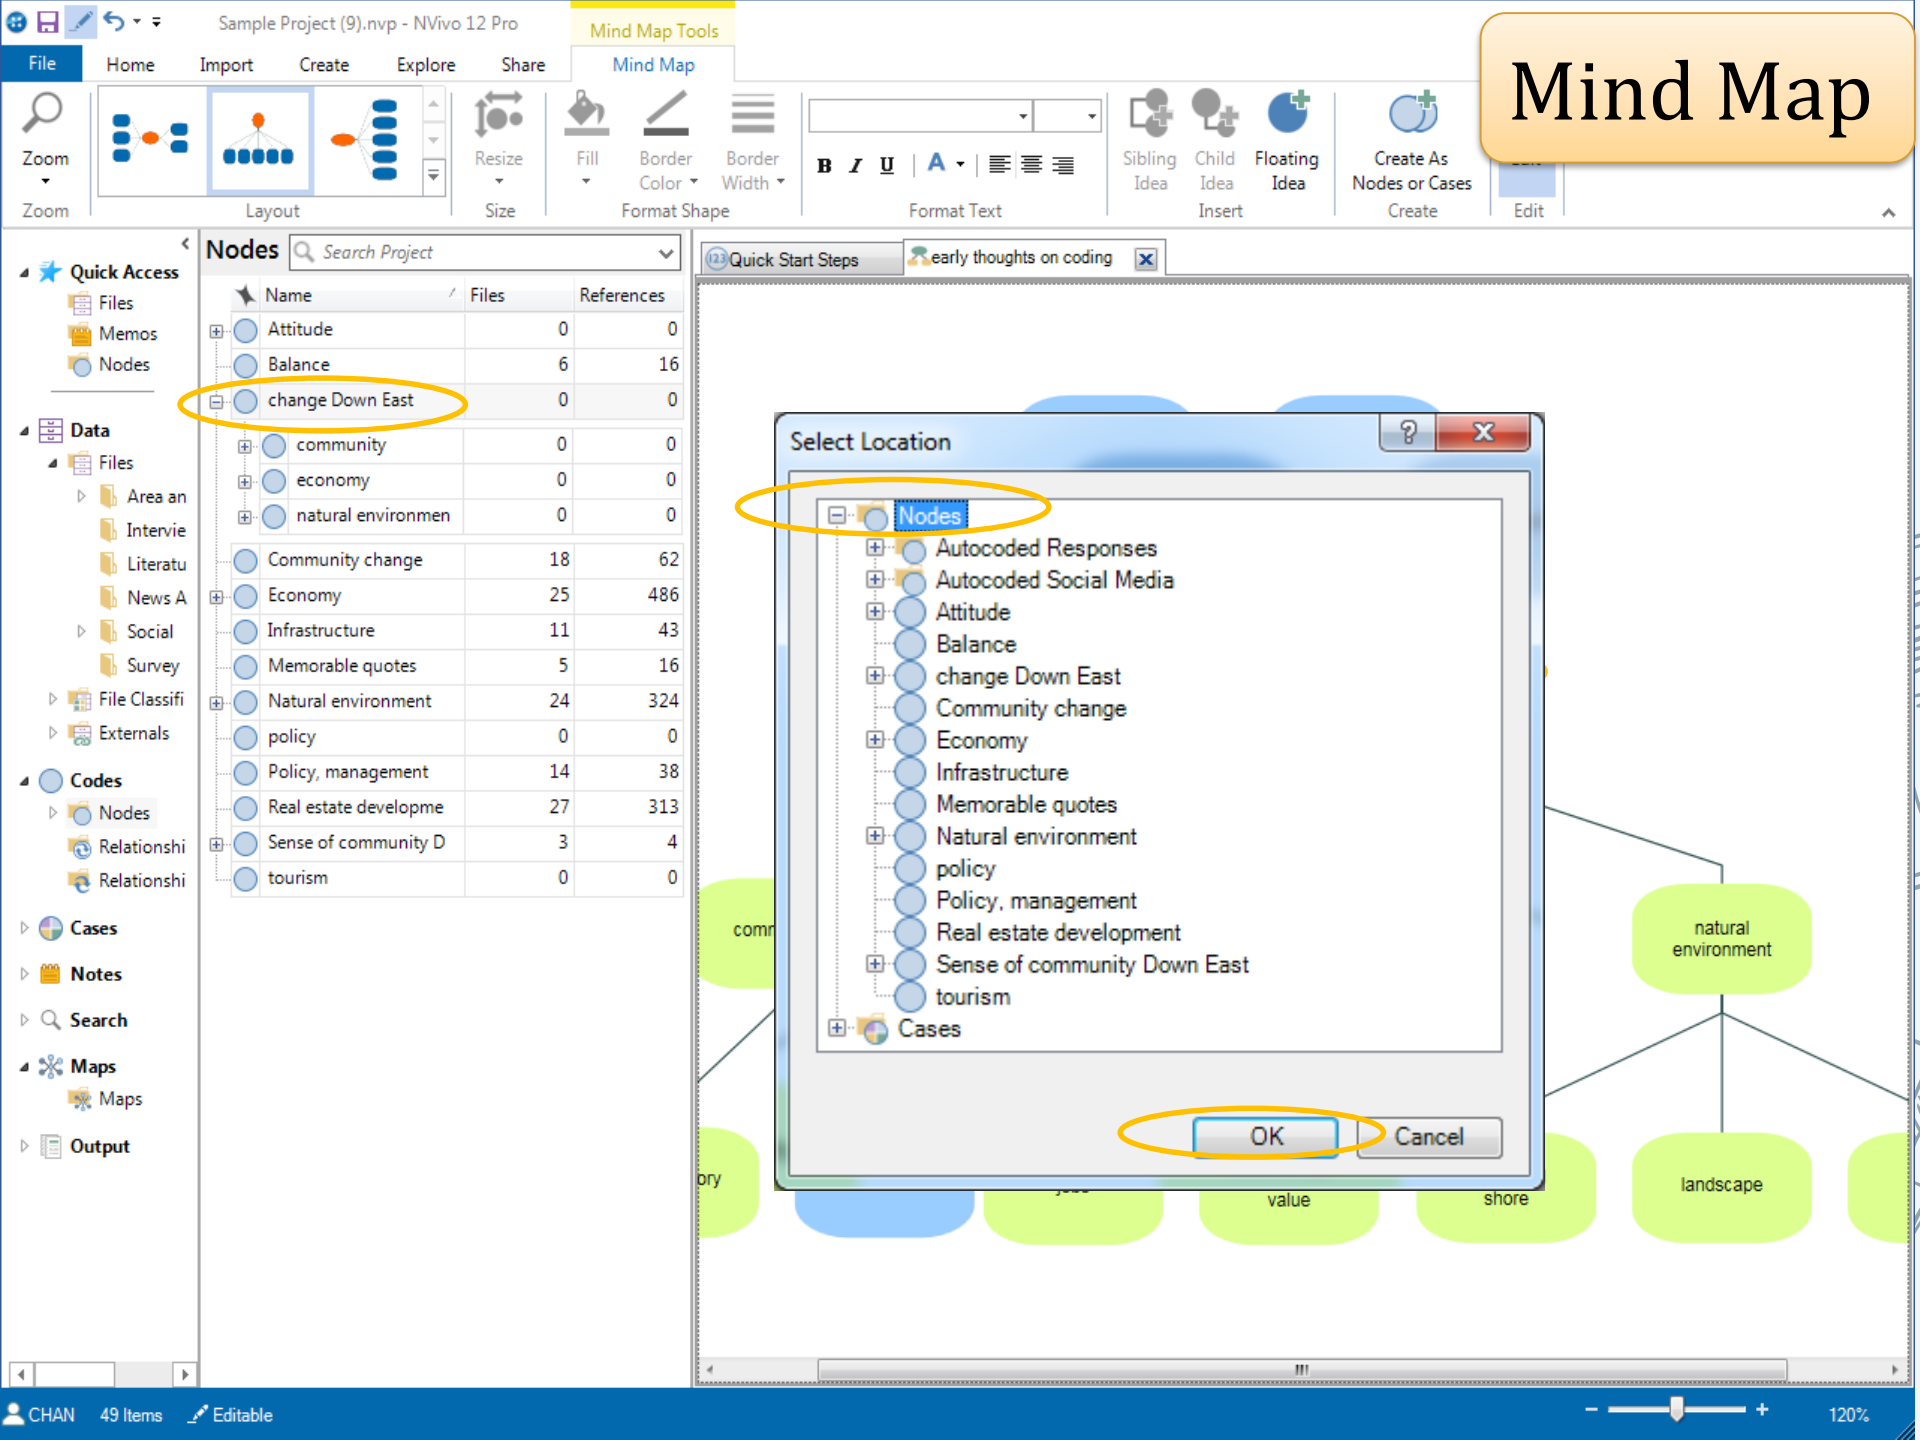 Sample Project (9).nvp - NVivo 12 Pro
Mind Map Tools
Mind Map
File
Home
Import
Create
Explore
Share
Mind Map
Zoom
Zoom
Layout
Resize
Size
Fill
Border Color
Border Width
Format Shape
B I U A
Format Text
Sibling Idea
Child Idea
Floating Idea
Insert
Create As Nodes or Cases
Create
Edit
Quick Access
Files
Memos
Nodes
Data
Files
Area an
Intervie
Literatu
News A
Social
Survey
File Classifi
Externals
Codes
Nodes
Relationshi
Relationshi
Cases
Notes
Search
Maps
Maps
Output
Nodes
Search Project
Name Files References
Attitude 0 0
Balance 6 16
change Down East 0 0
community 0 0
economy 0 0
natural environmen 0 0
Community change 18 62
Economy 25 486
Infrastructure 11 43
Memorable quotes 5 16
Natural environment 24 324
policy 0 0
Policy, management 14 38
Real estate developme 27 313
Sense of community D 3 4
tourism 0 0
123 Quick Start Steps
early thoughts on coding
Select Location
?
Nodes
Autocoded Responses
Autocoded Social Media
Attitude
Balance
change Down East
Community change
Economy
Infrastructure
Memorable quotes
Natural environment
policy
Policy, management
Real estate development
Sense of community Down East
tourism
Cases
OK
Cancel
comm
natural
environment
ory
value
shore
landscape
CHAN
49 Items
Editable
120%